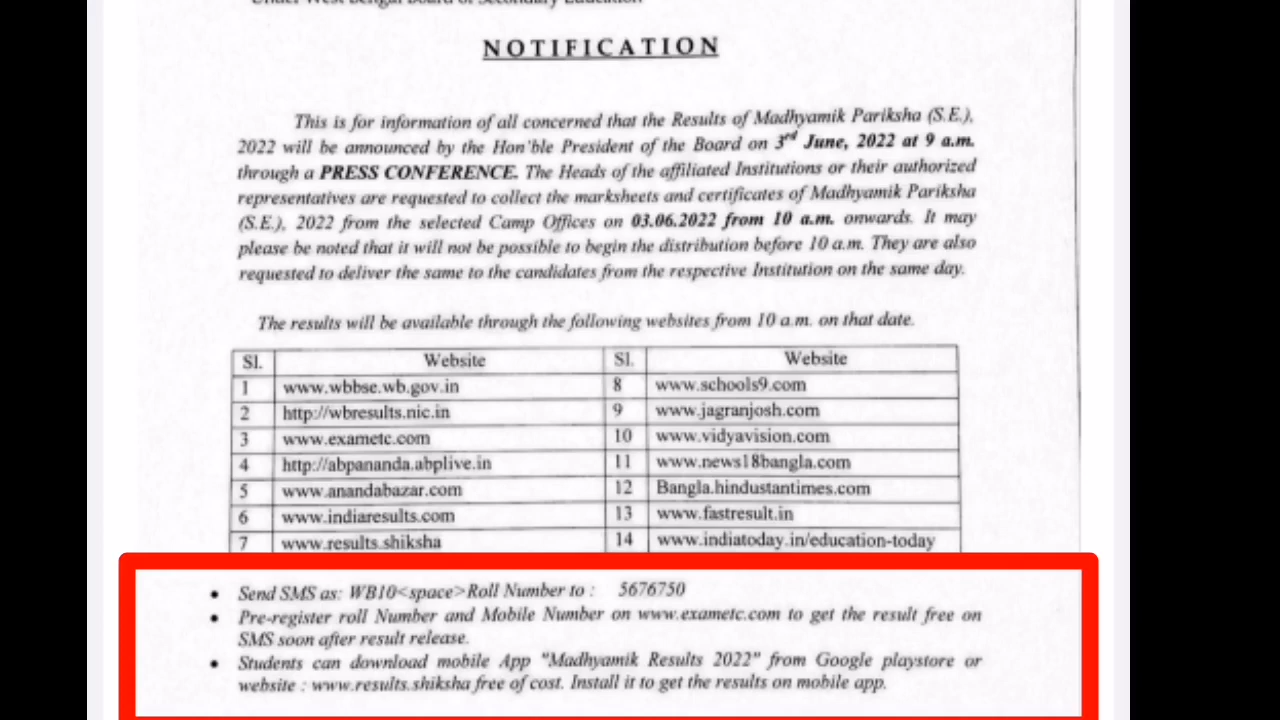 Under West Bengal Board of Secondary Education
NOTIFICATION
This is for information of all concerned that the Results of Madhyamik Pariksha (S.E.),
2022 will be announced by the Hon'ble President of the Board on 3rd June, 2022 at 9 a.m.
through a PRESS CONFERENCE. The Heads of the affiliated Institutions or their authorized
representatives are requested to collect the marksheets and certificates of Madhyamik Pariksha
(S.E.), 2022 from the selected Camp Offices on 03.06.2022 from 10 a.m. onwards. It may
please be noted that it will not be possible to begin the distribution before 10 a.m. They are also
requested to deliver the same to the candidates from the respective Institution on the same day.
The results will be available through the following websites from 10 a.m. on that date.
Sl. Website Sl. Website
1 www.wbbse.wb.gov.in 8 www.schools9.com
2 http://wbresults.nic.in 9 www.jagranjosh.com
3 www.exametc.com 10 www.vidyavision.com
4 http://abpananda.abplive.in 11 www.news18bangla.com
5 www.anandabazar.com 12 Bangla.hindustantimes.com
6 www.indiaresults.com 13 www.fastresult.in
7 www.results.shiksha 14 www.indiatoday.in/education-today
• Send SMS as: WB10<space>Roll Number to : 5676750
• Pre-register roll Number and Mobile Number on www.exametc.com to get the result free on
SMS soon after result release.
• Students can download mobile App "Madhyamik Results 2022" from Google playstore or
website : www.results.shiksha free of cost. Install it to get the results on mobile app.